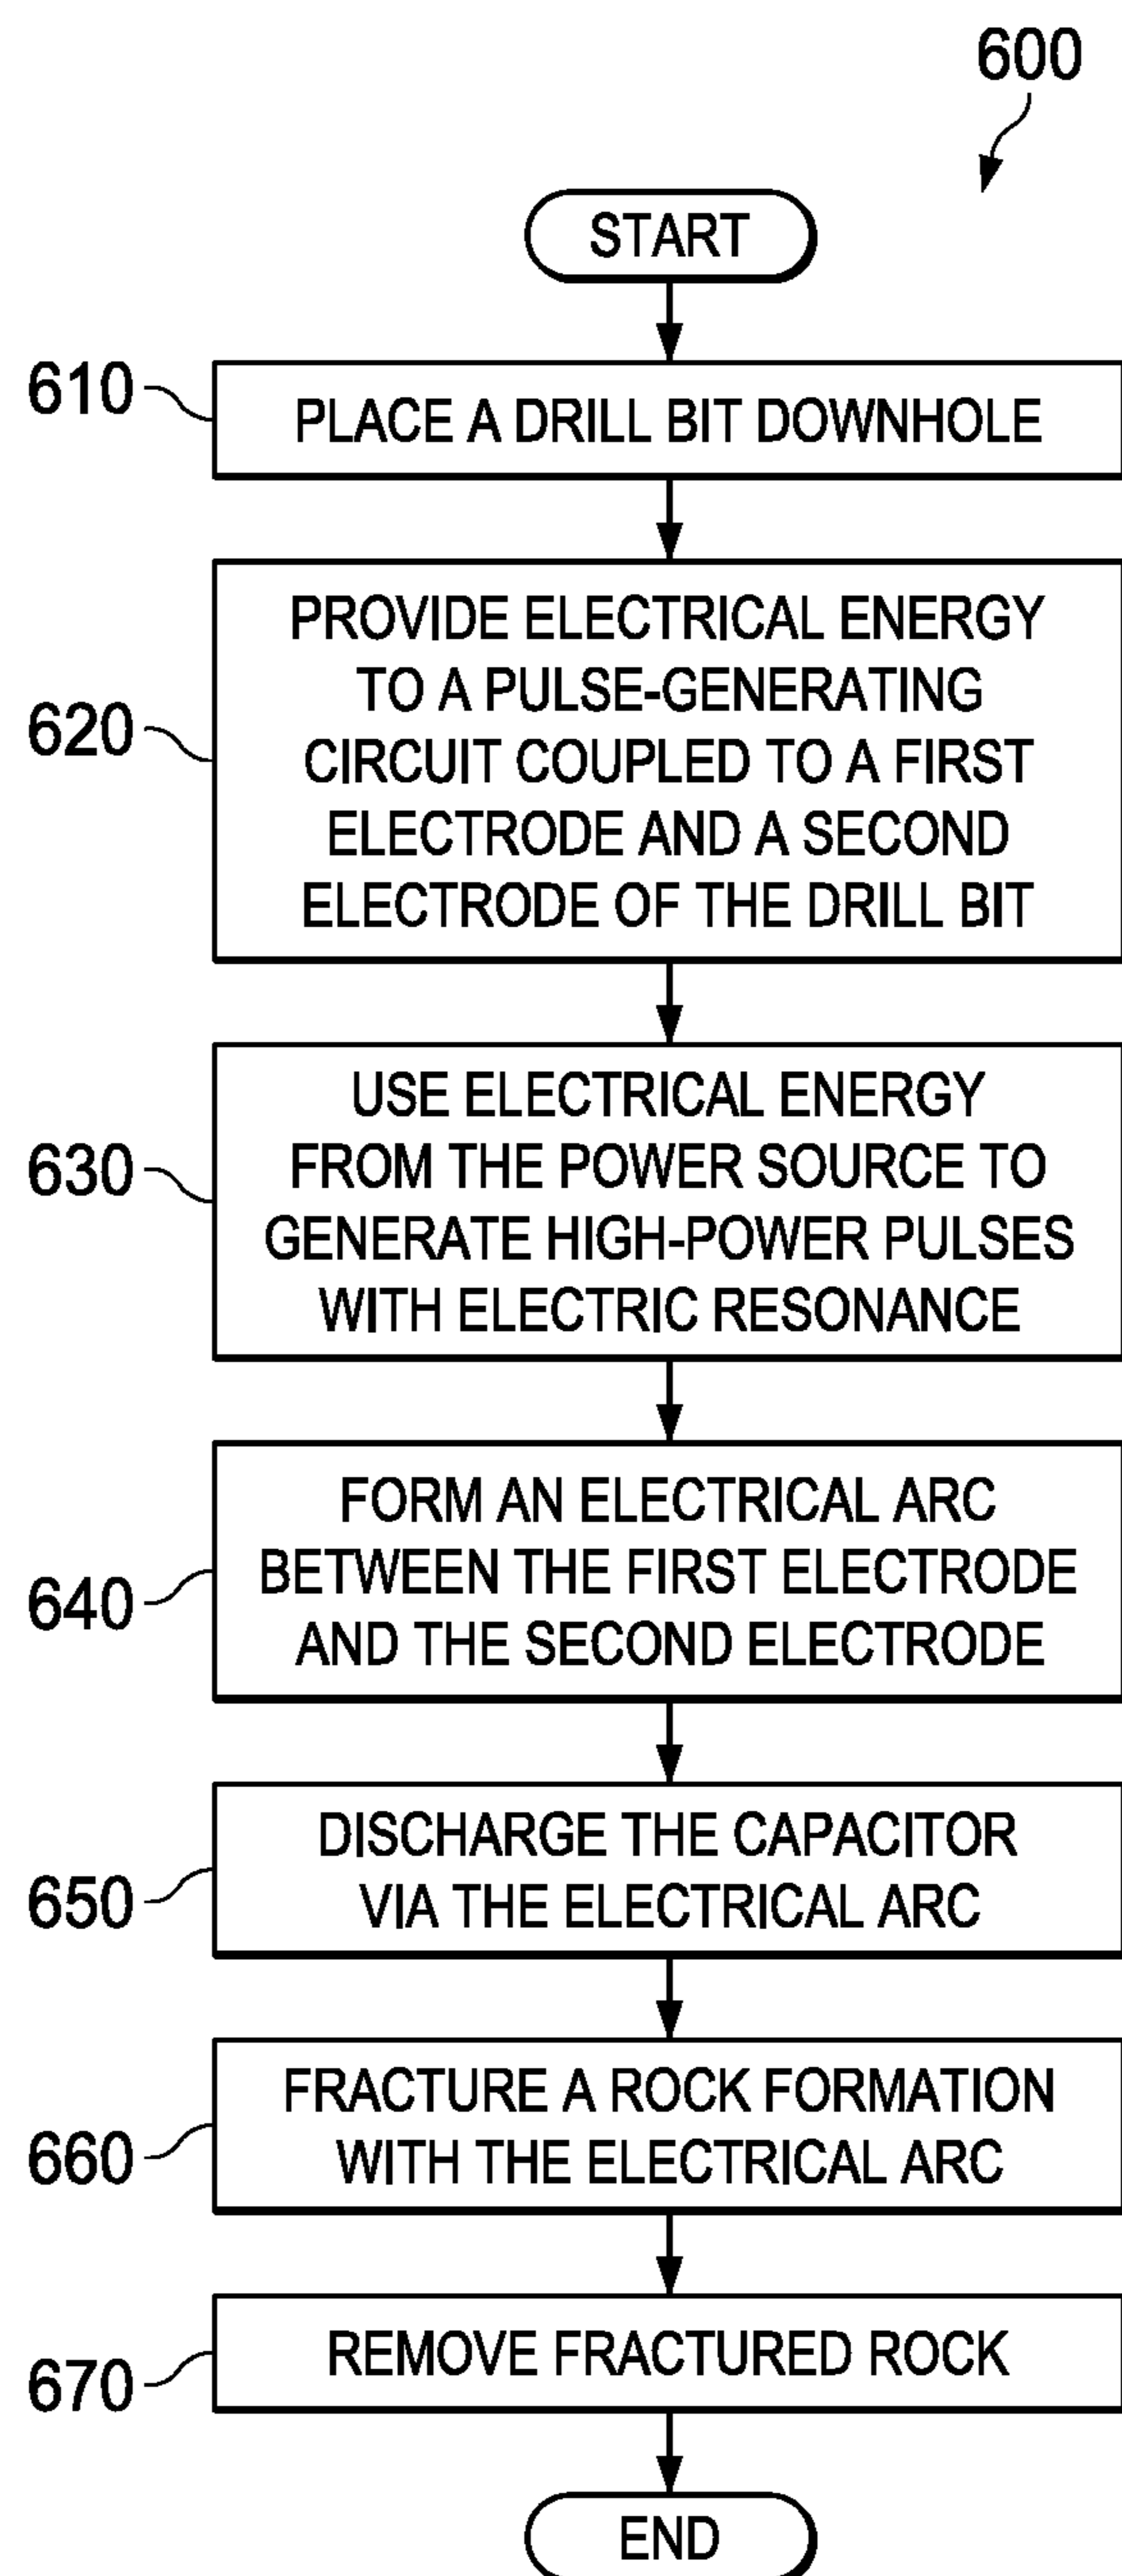 600
START
610
PLACE A DRILL BIT DOWNHOLE
620
PROVIDE ELECTRICAL ENERGY
TO A PULSE-GENERATING
CIRCUIT COUPLED TO A FIRST
ELECTRODE AND A SECOND
ELECTRODE OF THE DRILL BIT
630
USE ELECTRICAL ENERGY
FROM THE POWER SOURCE TO
GENERATE HIGH-POWER PULSES
WITH ELECTRIC RESONANCE
640
FORM AN ELECTRICAL ARC
BETWEEN THE FIRST ELECTRODE
AND THE SECOND ELECTRODE
650
DISCHARGE THE CAPACITOR
VIA THE ELECTRICAL ARC
660
FRACTURE A ROCK FORMATION
WITH THE ELECTRICAL ARC
670
REMOVE FRACTURED ROCK
END